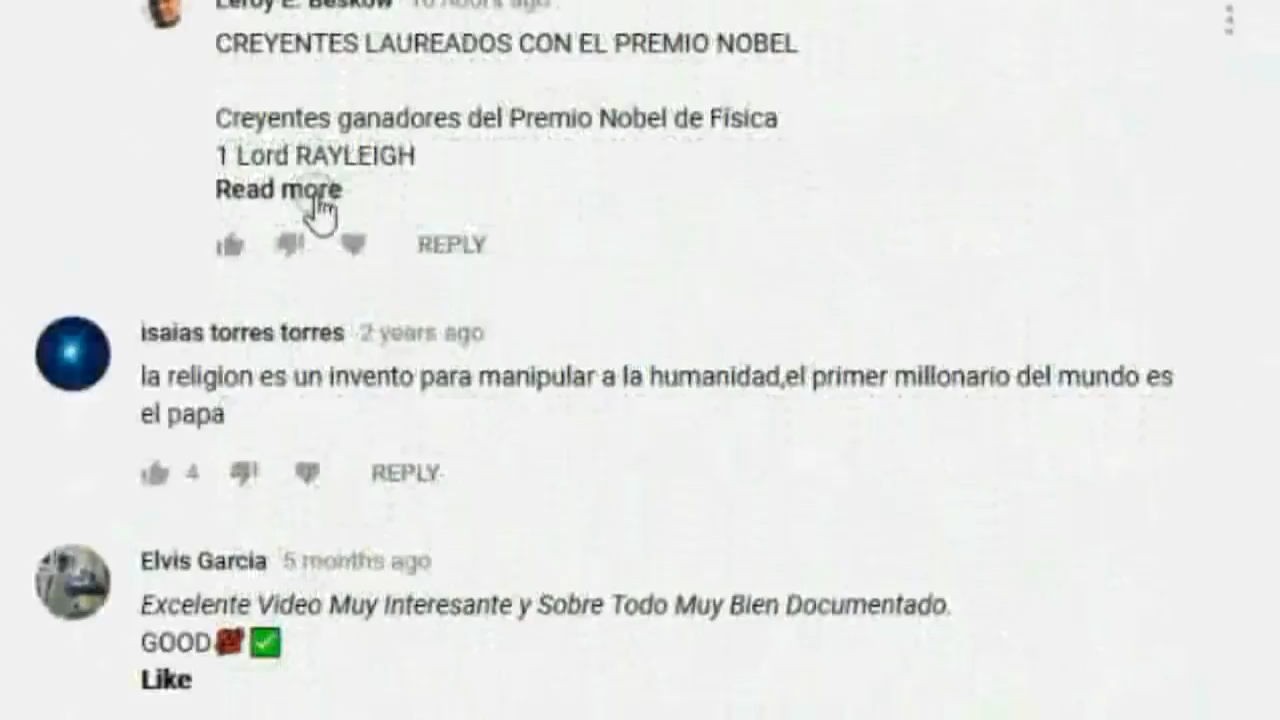 Leroy E. Beskow 10 hours ago
CREYENTES LAUREADOS CON EL PREMIO NOBEL
Creyentes ganadores del Premio Nobel de Física
1 Lord RAYLEIGH
Read more
REPLY
isaias torres torres 2 years ago
la religion es un invento para manipular a la humanidad,el primer millonario del mundo es
el papa
4 REPLY
Elvis Garcia 5 months ago
Excelente Video Muy Interesante y Sobre Todo Muy Bien Documentado.
GOOD💯✅
Like